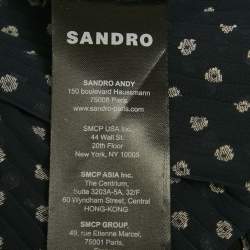 SANDRO
SANDRO ANDY
150 boulevard Haussmann
75008 Paris,
www.sandro-paris.com
SMCP USA Inc.
44 Wall St.
20th Floor
New York, NY 10005
SMCP ASIA Inc.
The Centrium,
Suite 3203A-5A, 32/F
60 Wyndham Street, Central
HONG-KONG
SMCP GROUP
49, rue Etienne Marcel,
75001 Paris